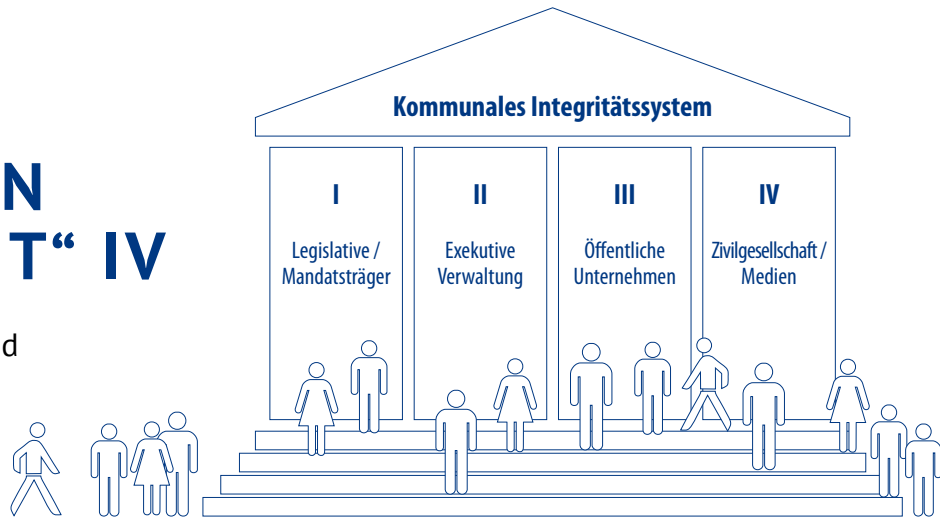 Kommunales Integritätssystem
N
T“ IV
d
I
Legislative /
Mandatsträger
II
Exekutive
Verwaltung
III
Öffentliche
Unternehmen
IV
Zivilgesellschaft /
Medien